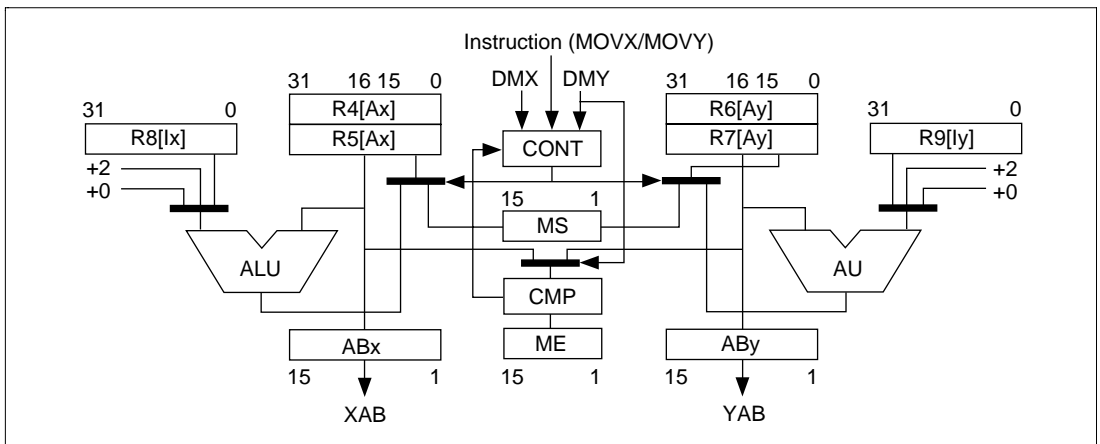 Instruction (MOVX/MOVY)
DMX DMY
31 16 15 0
31 16 15 0
31 0
R4[Ax]
R6[Ay]
31 0
R8[Ix]
R5[Ax]
CONT
R7[Ay]
R9[Iy]
+2
+0
+2
+0
15 1
MS
ALU
AU
CMP
ABx
ME
ABy
15 1
15 1
15 1
XAB
YAB